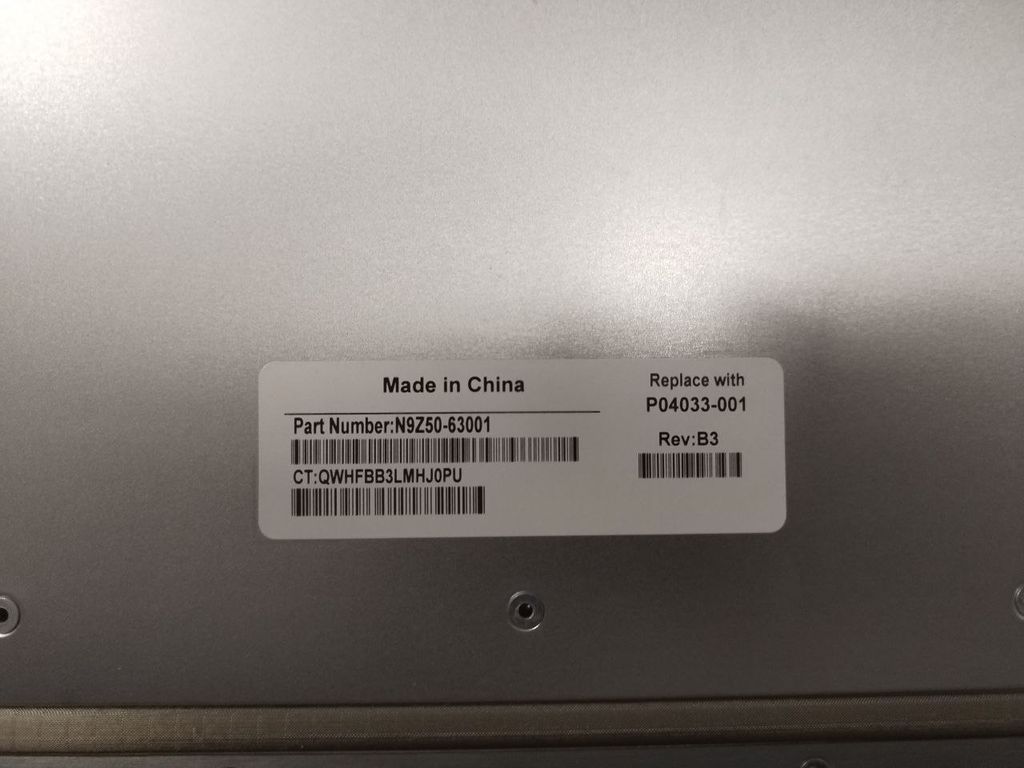 Made in China
Part Number:N9Z50-63001
CT:QWHFBB3LMHJ0PU
Replace with
P04033-001
Rev:B3